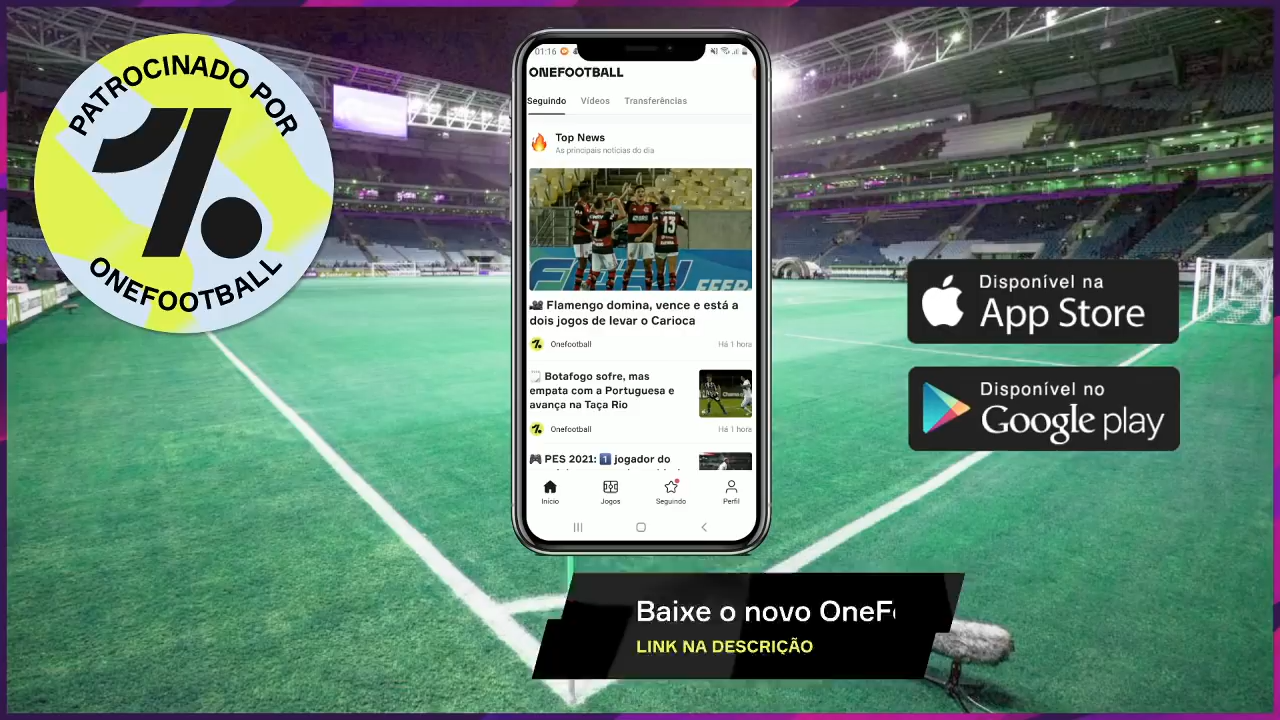 PATROCINADO POR
ONEFOOTBALL
01:16
ONEFOOTBALL
Seguindo Vídeos Transferências
Top News
As principais notícias do dia
7 13
Flamengo domina, vence e está a
dois jogos de levar o Carioca
Onefootball Há 1 hora
Botafogo sofre, mas
empata com a Portuguesa e
avança na Taça Rio
Onefootball Há 1 hora
PES 2021: 1 jogador do
Início Jogos Seguindo Perfil
Disponível na
App Store
Disponível no
Google play
Baixe o novo OneF
LINK NA DESCRIÇÃO